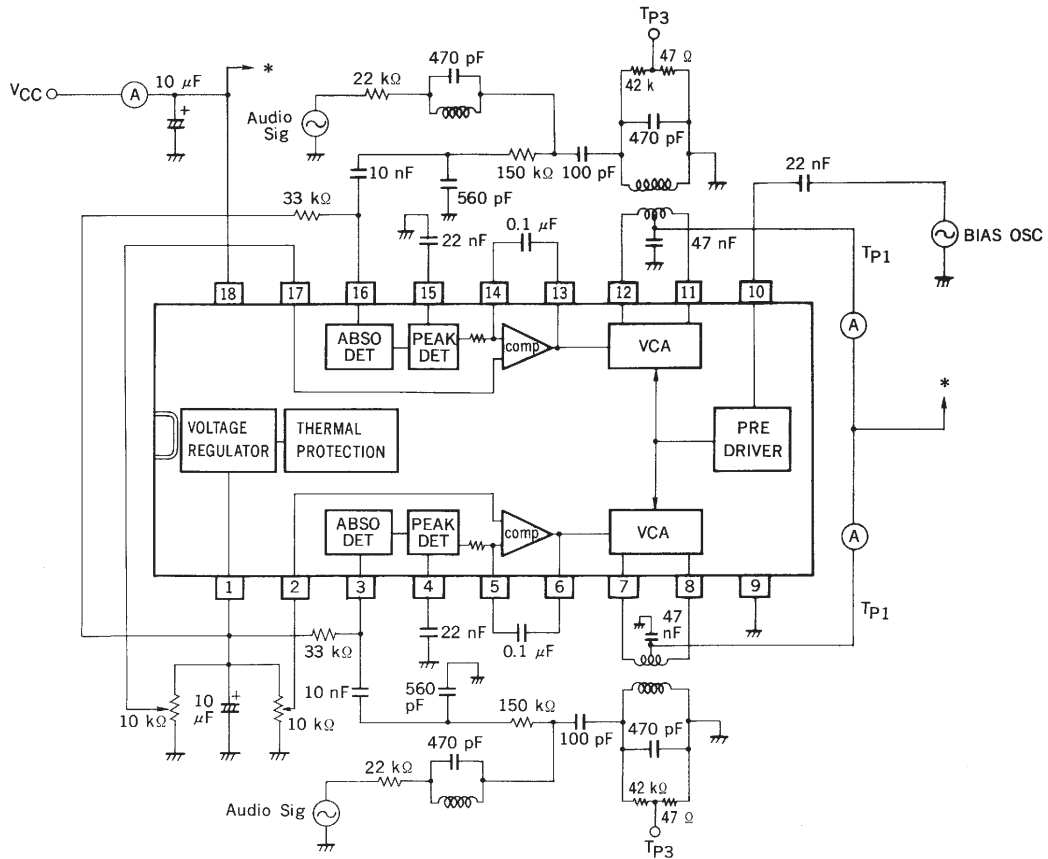 TP3
47 Ω
42 k
470 pF
22 kΩ
470 pF
10 μF
*
VCC
A
+
Audio
Sig
10 nF
150 kΩ
100 pF
22 nF
33 kΩ
560 pF
0.1 μF
22 nF
47 nF
TP1
BIAS OSC
18
17
16
15
14
13
12
11
10
ABSO
DET
PEAK
DET
comp
VCA
A
*
VOLTAGE
REGULATOR
THERMAL
PROTECTION
PRE
DRIVER
ABSO
DET
PEAK
DET
comp
VCA
A
1
2
3
4
5
6
7
8
9
47
nF
TP1
22 nF
0.1 μF
33 kΩ
10 nF
560
pF
10 kΩ
10
μF
+
10 kΩ
150 kΩ
100 pF
470 pF
470 pF
22 kΩ
42 kΩ
47 Ω
Audio Sig
TP3